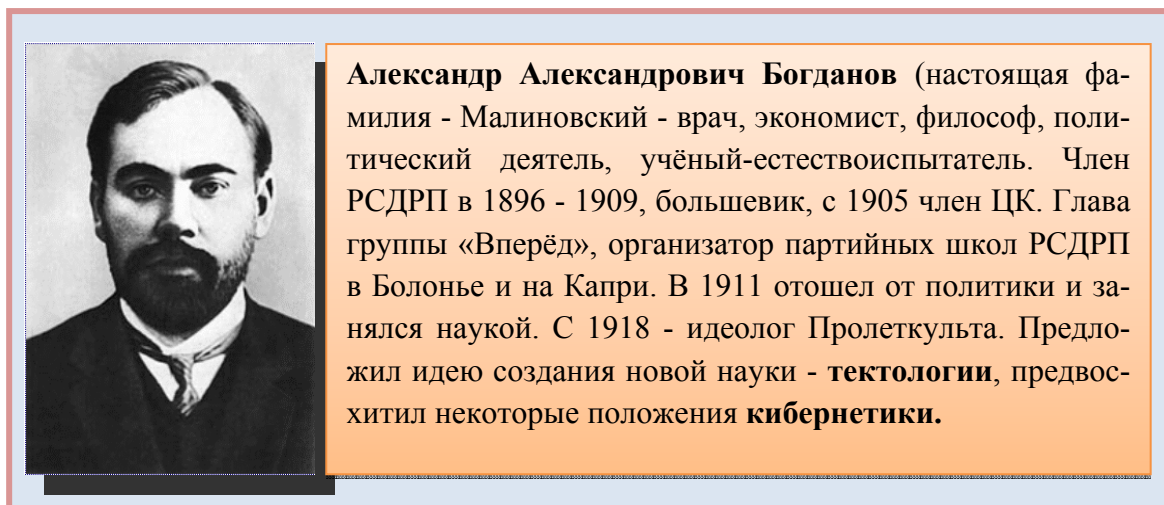 Александр Александрович Богданов (настоящая фа-
милия - Малиновский - врач, экономист, философ, поли-
тический деятель, учёный-естествоиспытатель. Член
РСДРП в 1896 - 1909, большевик, с 1905 член ЦК. Глава
группы «Вперёд», организатор партийных школ РСДРП
в Болонье и на Капри. В 1911 отошел от политики и за-
нялся наукой. С 1918 - идеолог Пролеткульта. Предло-
жил идею создания новой науки - тектологии, предвос-
хитил некоторые положения кибернетики.